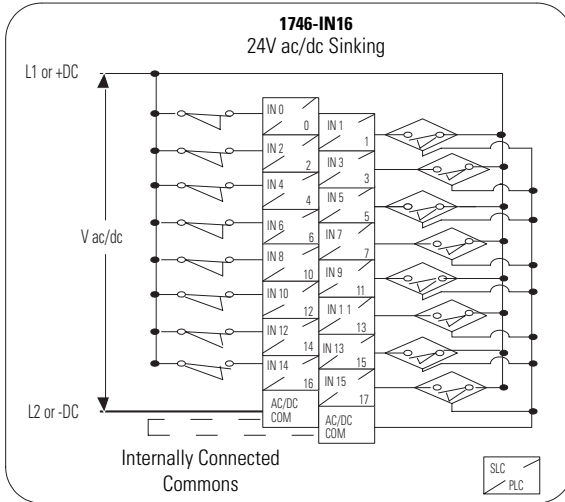 1746-IN16
24V ac/dc Sinking
L1 or +DC
IN 0
0
IN 1
1
IN 2
2
IN 3
3
IN 4
4
IN 5
5
IN 6
6
IN 7
7
V ac/dc
IN 8
10
IN 9
11
IN 10
12
IN 1 1
13
IN 12
14
IN 13
15
IN 14
16
IN 15
17
L2 or -DC
AC/DC
COM
AC/DC
COM
Internally Connected
Commons
SLC
PLC